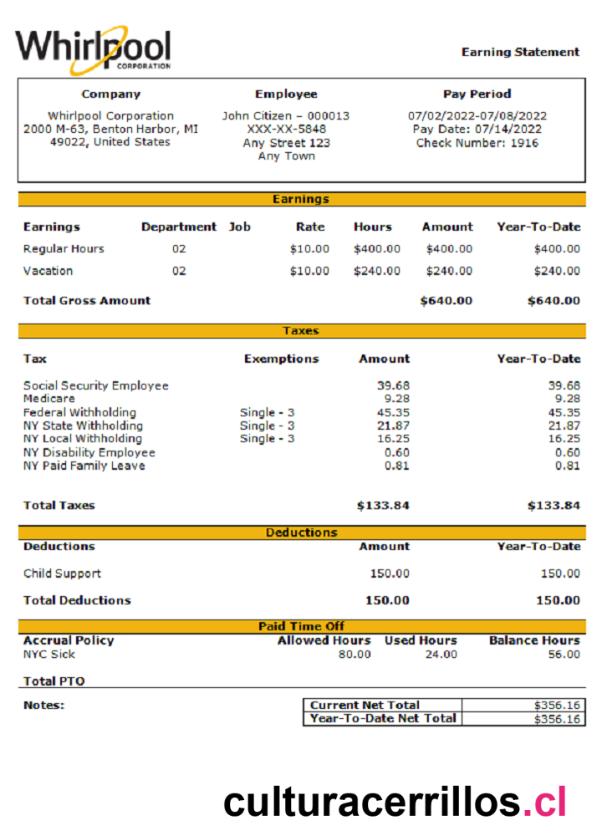 Whirlpool
CORPORATION
Earning Statement
Company Employee Pay Period
Whirlpool Corporation John Citizen – 000013 07/02/2022-07/08/2022
2000 M-63, Benton Harbor, MI XXX-XX-5848 Pay Date: 07/14/2022
49022, United States Any Street 123 Check Number: 1916
Any Town
Earnings
Earnings Department Job Rate Hours Amount Year-To-Date
Regular Hours 02 $10.00 $400.00 $400.00 $400.00
Vacation 02 $10.00 $240.00 $240.00 $240.00
Total Gross Amount $640.00 $640.00
Taxes
Tax Exemptions Amount Year-To-Date
Social Security Employee 39.68 39.68
Medicare 9.28 9.28
Federal Withholding Single - 3 45.35 45.35
NY State Withholding Single - 3 21.87 21.87
NY Local Withholding Single - 3 16.25 16.25
NY Disability Employee 0.60 0.60
NY Paid Family Leave 0.81 0.81
Total Taxes $133.84 $133.84
Deductions
Deductions Amount Year-To-Date
Child Support 150.00 150.00
Total Deductions 150.00 150.00
Paid Time Off
Accrual Policy Allowed Hours Used Hours Balance Hours
NYC Sick 80.00 24.00 56.00
Total PTO
Notes: Current Net Total $356.16
Year-To-Date Net Total $356.16
culturacerrillos.cl